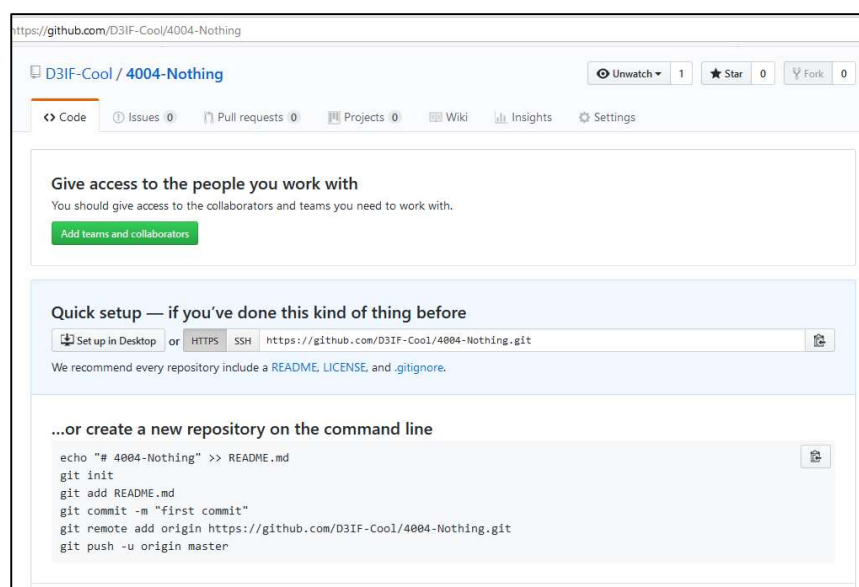 ttps://github.com/D3IF-Cool/4004-Nothing
D3IF-Cool / 4004-Nothing
Unwatch 1 Star 0 Fork 0
<> Code Issues 0 Pull requests 0 Projects 0 Wiki Insights Settings
Give access to the people you work with
You should give access to the collaborators and teams you need to work with.
Add teams and collaborators
Quick setup — if you've done this kind of thing before
Set up in Desktop or HTTPS SSH https://github.com/D3IF-Cool/4004-Nothing.git
We recommend every repository include a README, LICENSE, and .gitignore.
...or create a new repository on the command line
echo "# 4004-Nothing" >> README.md
git init
git add README.md
git commit -m "first commit"
git remote add origin https://github.com/D3IF-Cool/4004-Nothing.git
git push -u origin master